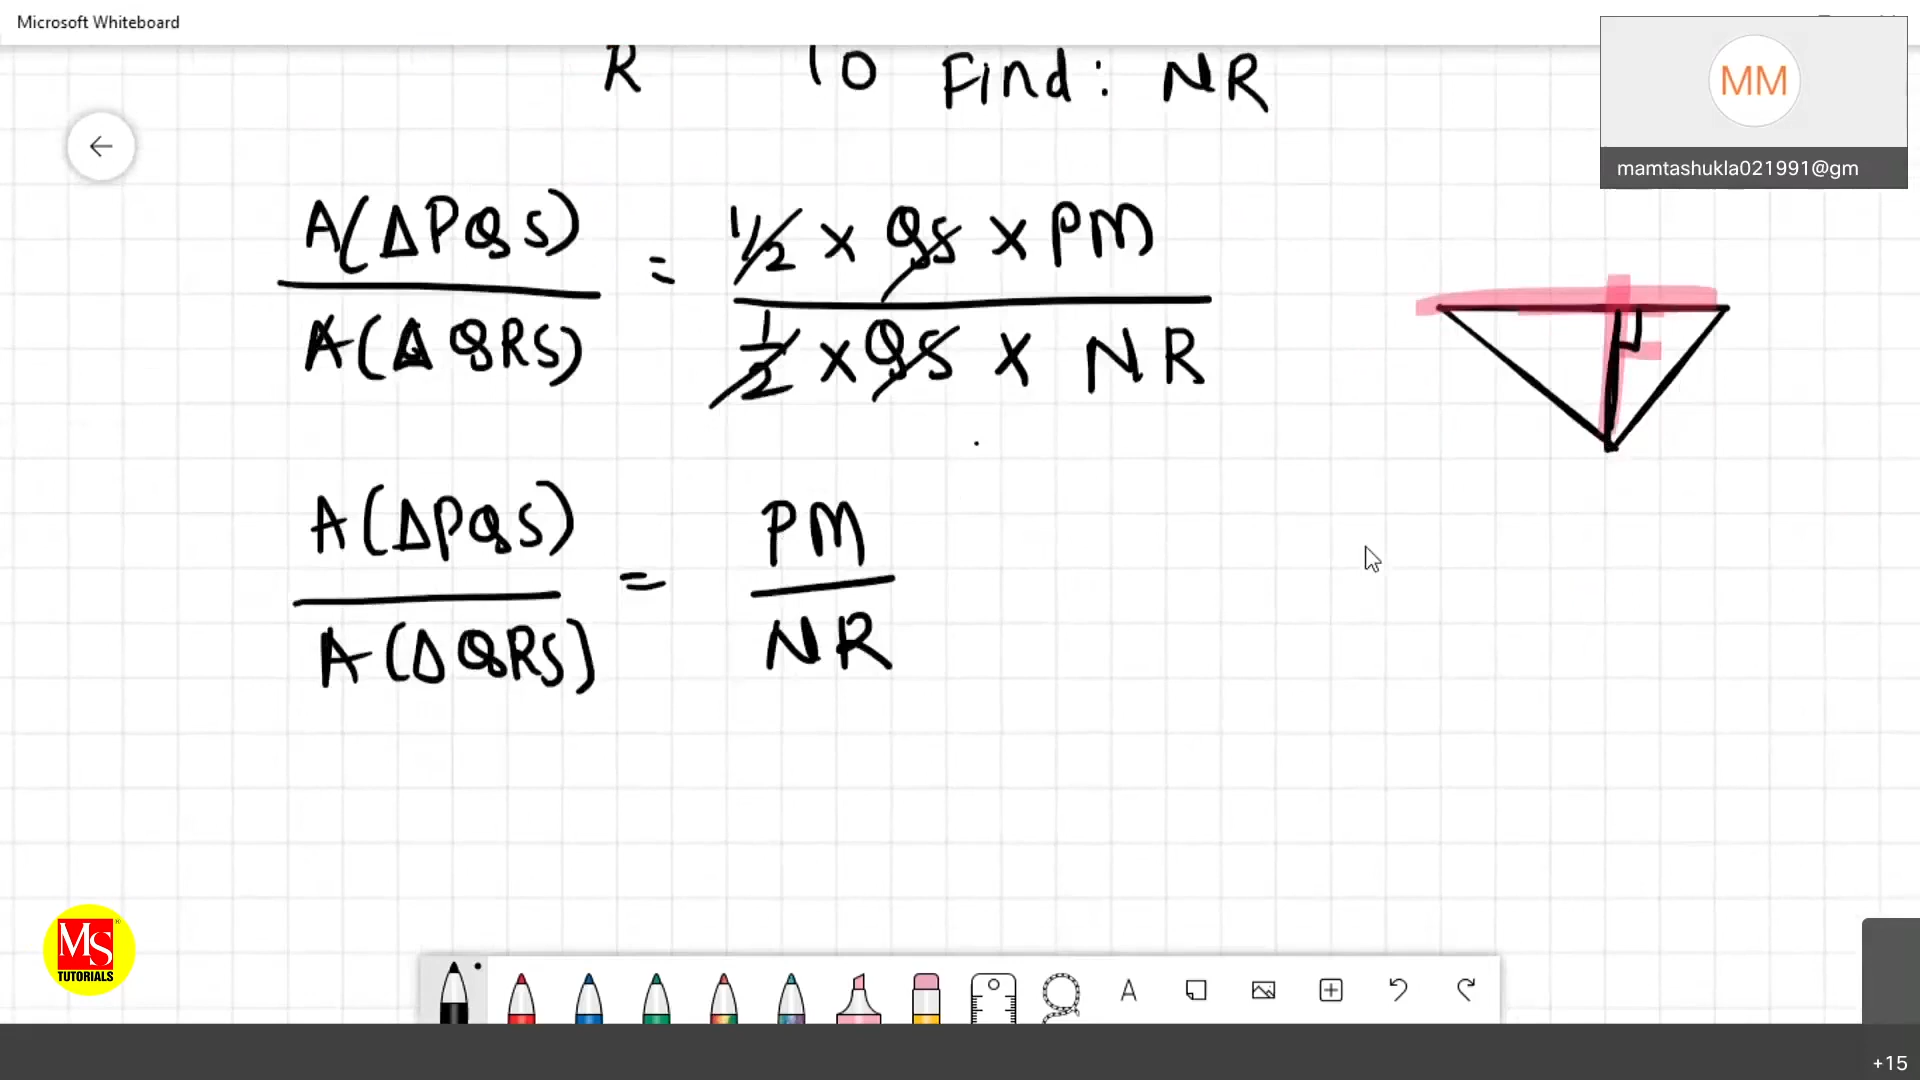 Microsoft Whiteboard
R To Find: NR
MM
mamtashukla021991@gm
A(ΔPQS) = 1/2 × QS × PM
A(ΔQRS) 1/2 × QS × NR
A(ΔPQS) = PM
A(ΔQRS) NR
MS
TUTORIALS
A
+15